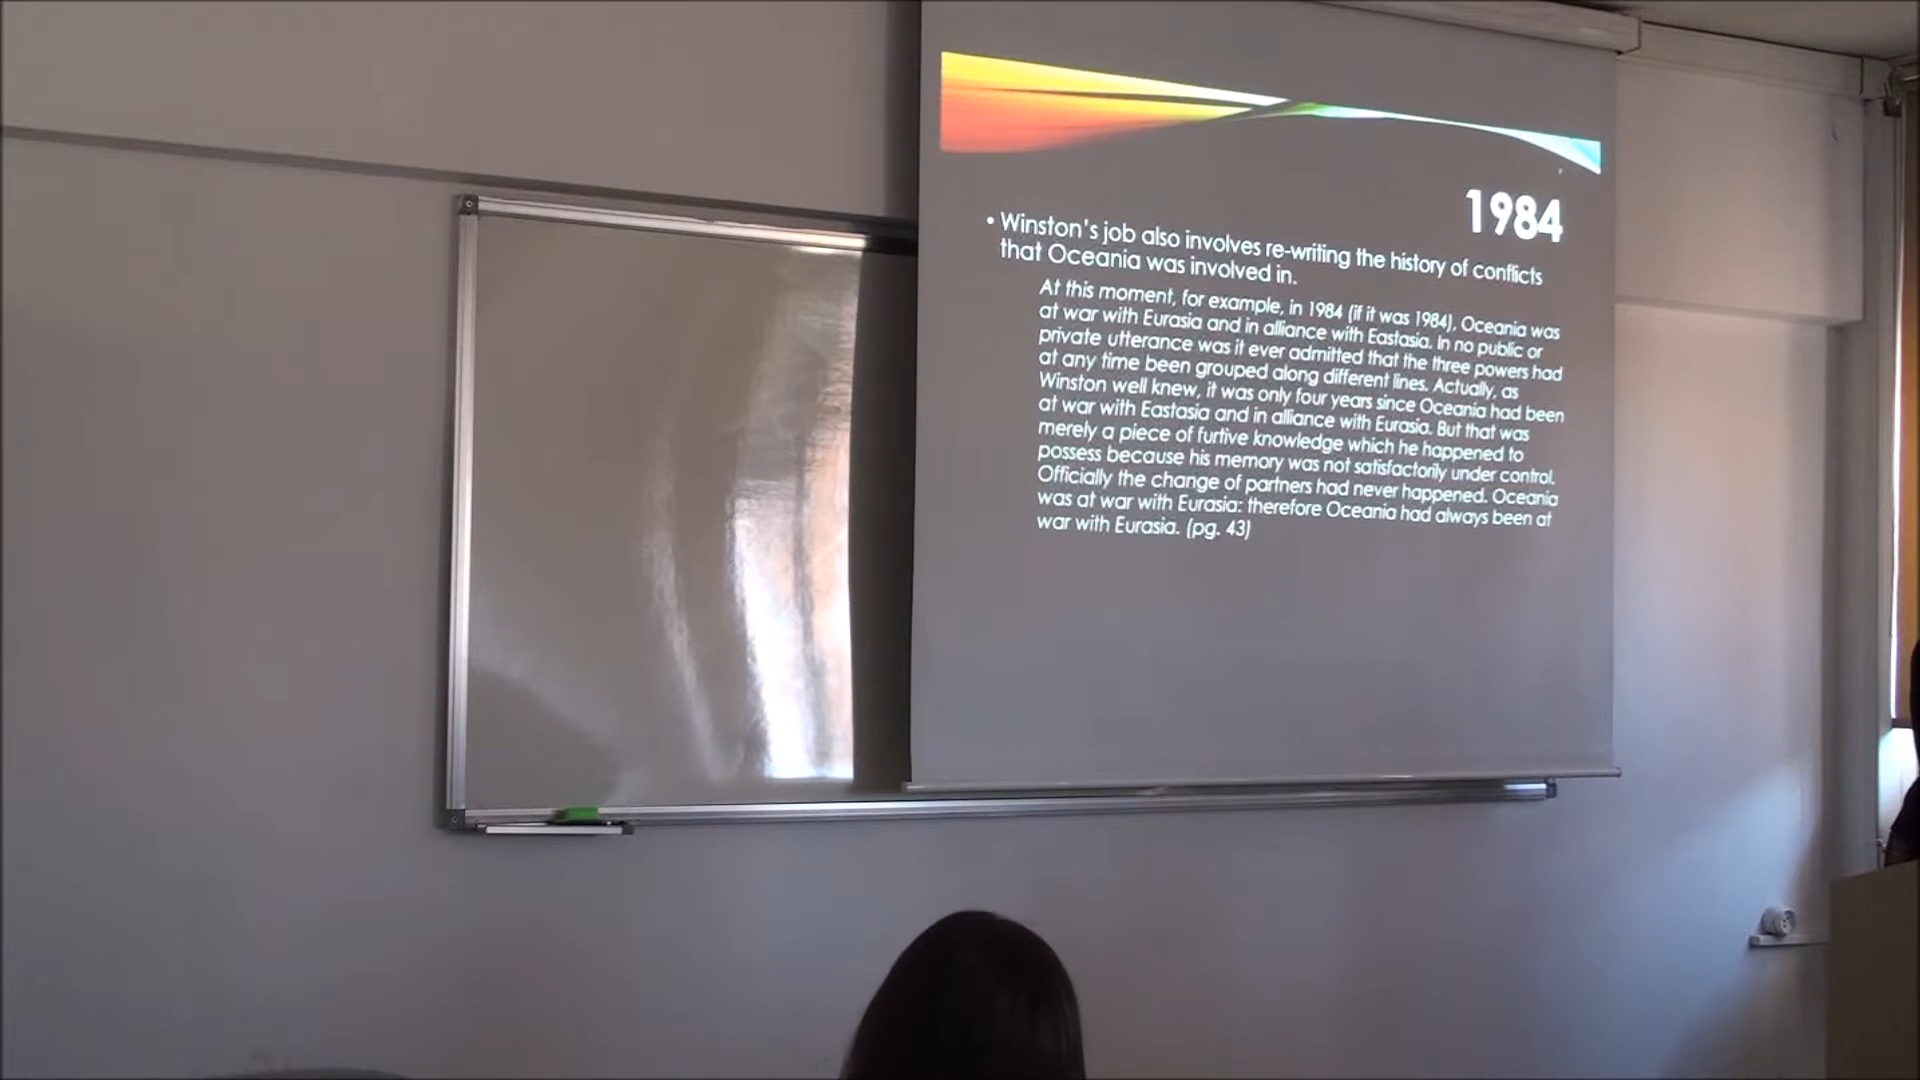 1984
• Winston's job also involves re-writing the history of conflicts
that Oceania was involved in.
At this moment, for example, in 1984 (if it was 1984), Oceania was
at war with Eurasia and in alliance with Eastasia. In no public or
private utterance was it ever admitted that the three powers had
at any time been grouped along different lines. Actually, as
Winston well knew, it was only four years since Oceania had been
at war with Eastasia and in alliance with Eurasia. But that was
merely a piece of furtive knowledge which he happened to
possess because his memory was not satisfactorily under control.
Officially the change of partners had never happened. Oceania
was at war with Eurasia: therefore Oceania had always been at
war with Eurasia. (pg. 43)